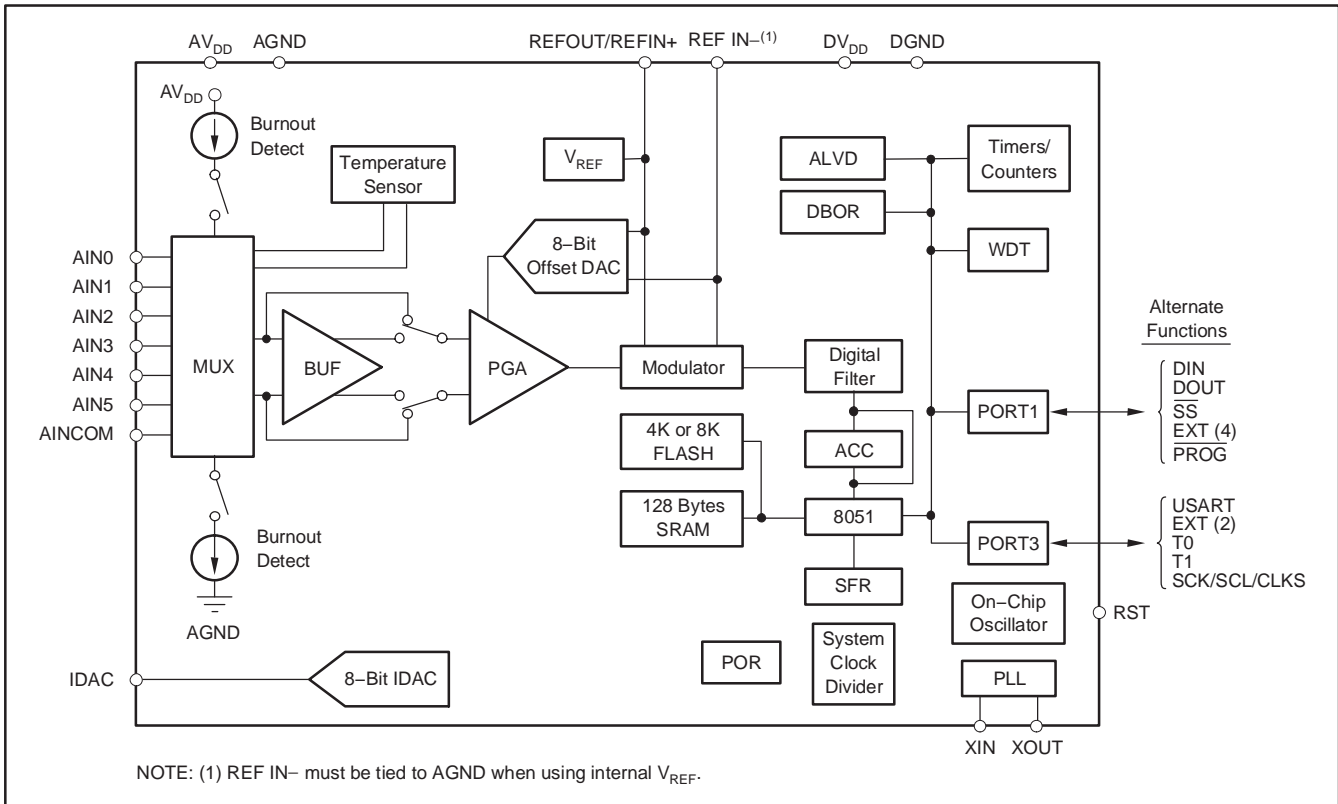 AVDD
AGND
REFOUT/REFIN+
REF IN−(1)
DVDD
DGND
AVDD
Burnout
Detect
Temperature
Sensor
VREF
ALVD
Timers/
Counters
DBOR
8−Bit
Offset DAC
WDT
AIN0
AIN1
AIN2
AIN3
AIN4
AIN5
AINCOM
MUX
BUF
PGA
Modulator
Digital
Filter
Alternate
Functions
PORT1
DIN
DOUT
SS
EXT (4)
PROG
4K or 8K
FLASH
ACC
128 Bytes
SRAM
8051
PORT3
USART
EXT (2)
T0
T1
SCK/SCL/CLKS
Burnout
Detect
AGND
SFR
On−Chip
Oscillator
RST
IDAC
8−Bit IDAC
POR
System
Clock
Divider
PLL
XIN
XOUT
NOTE: (1) REF IN− must be tied to AGND when using internal VREF.